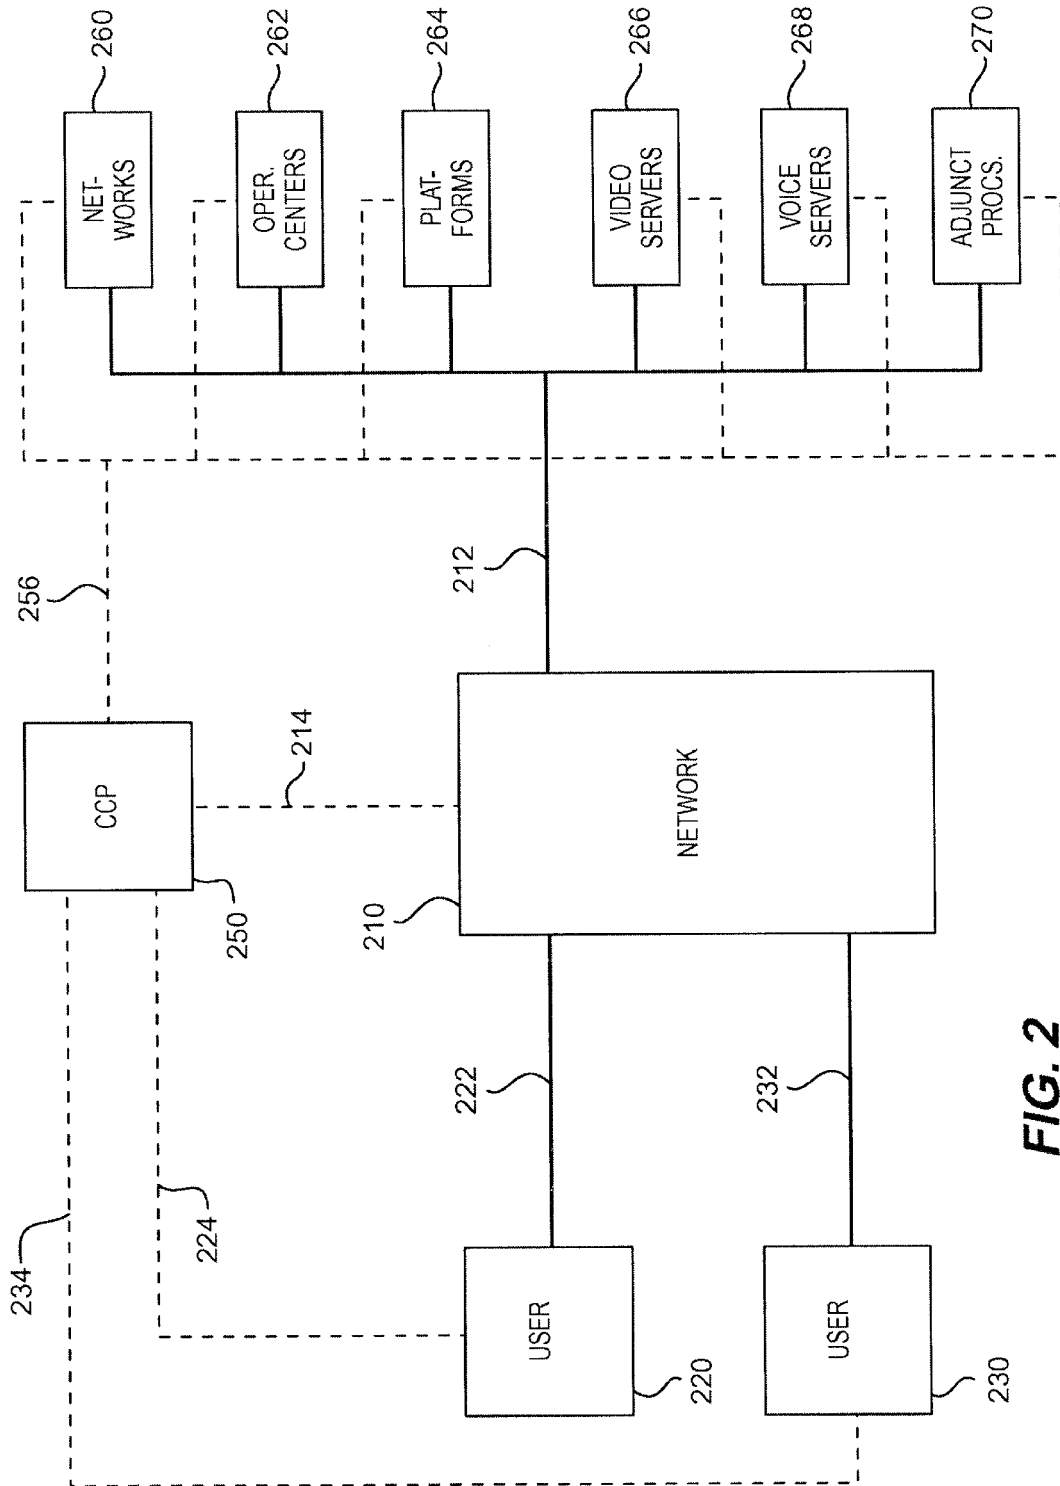 234
224
USER
220
USER
230
222
232
CCP
250
214
210
NETWORK
256
212
NET-
WORKS
260
OPER.
CENTERS
262
PLAT-
FORMS
264
VIDEO
SERVERS
266
VOICE
SERVERS
268
ADJUNCT
PROCS.
270
FIG. 2